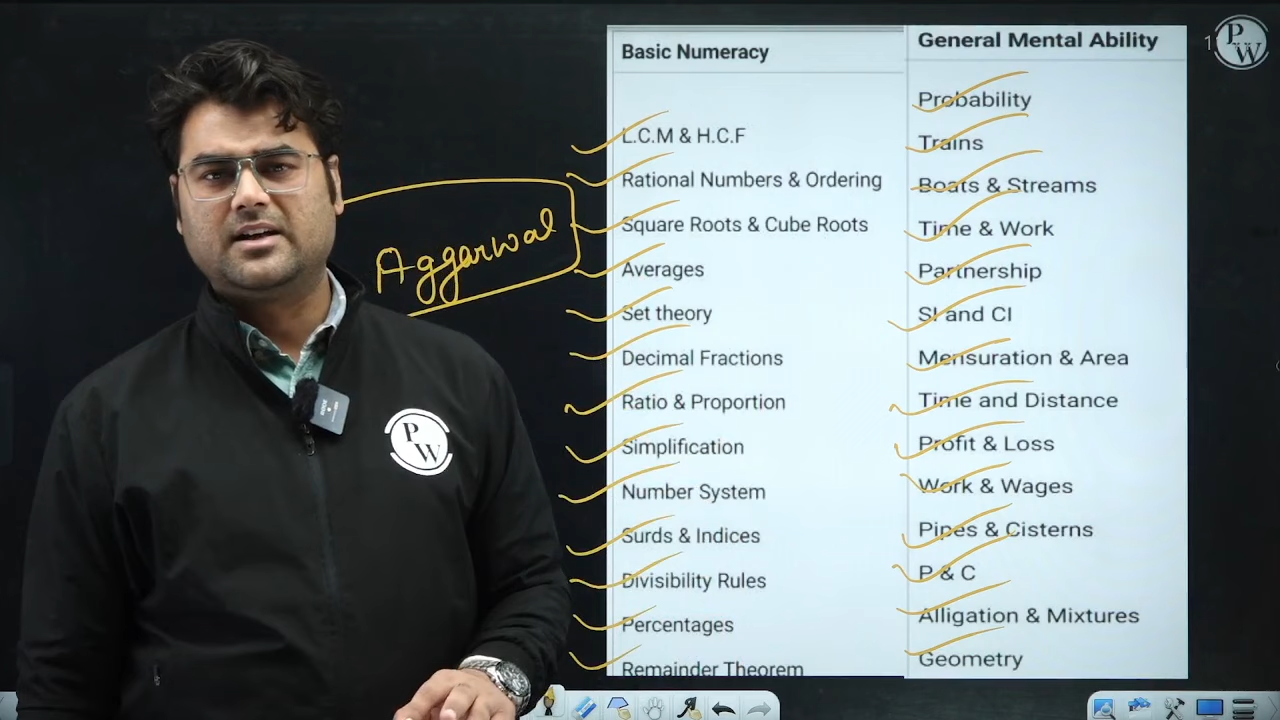 Basic Numeracy
L.C.M & H.C.F
Rational Numbers & Ordering
Square Roots & Cube Roots
Averages
Set theory
Decimal Fractions
Ratio & Proportion
Simplification
Number System
Surds & Indices
Divisibility Rules
Percentages
Remainder Theorem
General Mental Ability
Probability
Trains
Boats & Streams
Time & Work
Partnership
SI and CI
Mensuration & Area
Time and Distance
Profit & Loss
Work & Wages
Pipes & Cisterns
P & C
Alligation & Mixtures
Geometry
Aggarwal
PW
PW